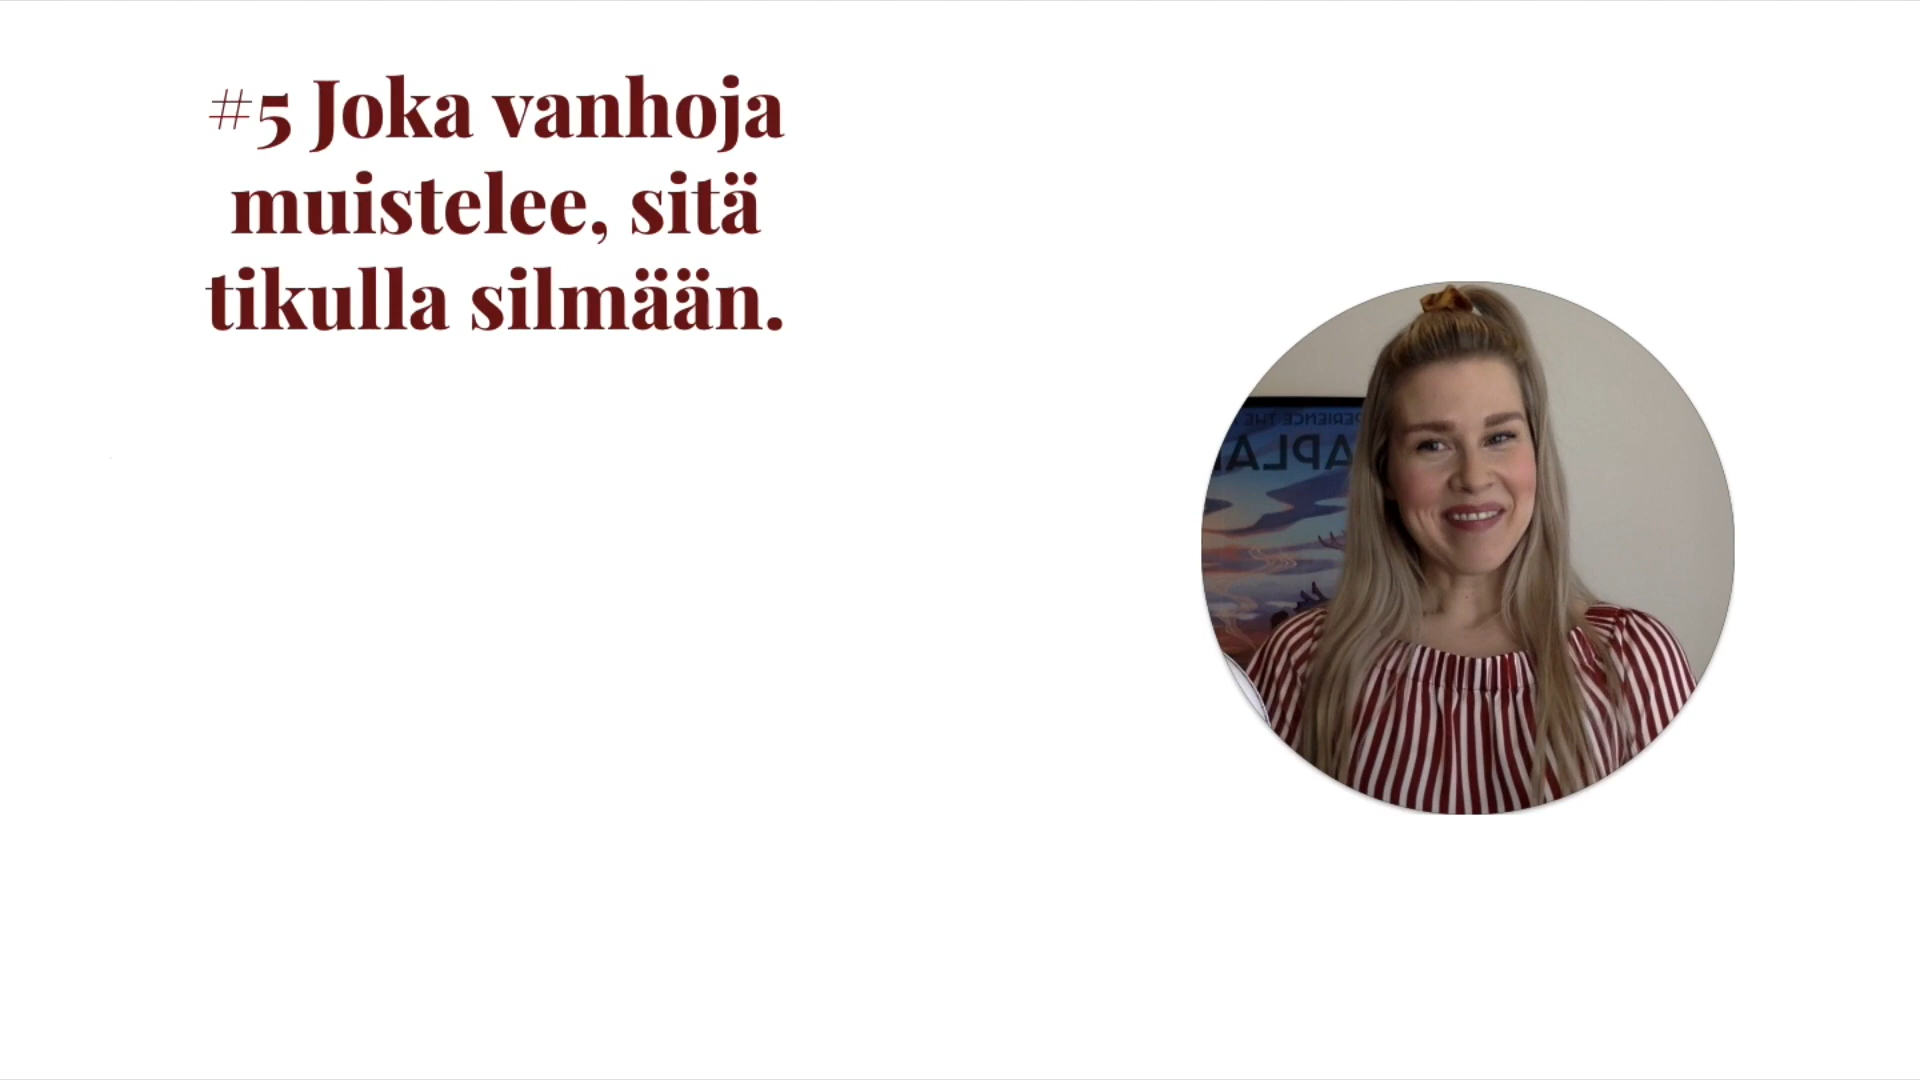 #5 Joka vanhoja
muistelee, sitä
tikulla silmään.